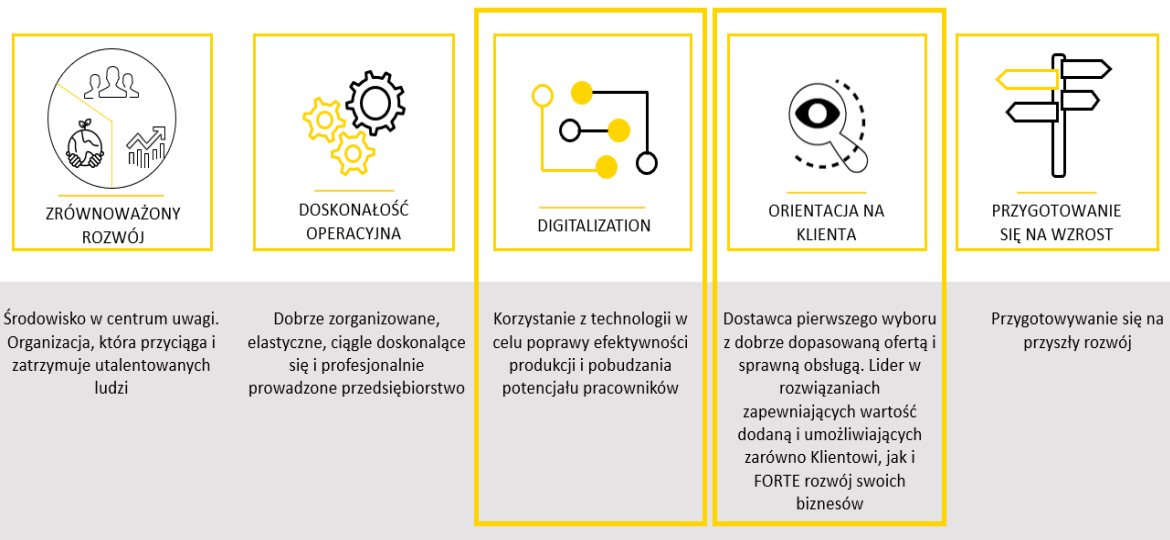 ZRÓWNOWAŻONY
ROZWÓJ
DOSKONAŁOŚĆ
OPERACYJNA
DIGITALIZATION
ORIENTACJA NA
KLIENTA
PRZYGOTOWANIE
SIĘ NA WZROST
Środowisko w centrum uwagi.
Organizacja, która przyciąga i
zatrzymuje utalentowanych
ludzi
Dobrze zorganizowane,
elastyczne, ciągle doskonalące
się i profesjonalnie
prowadzone przedsiębiorstwo
Korzystanie z technologii w
celu poprawy efektywności
produkcji i pobudzania
potencjału pracowników
Dostawca pierwszego wyboru
z dobrze dopasowaną ofertą i
sprawną obsługą. Lider w
rozwiązaniach
zapewniających wartość
dodaną i umożliwiających
zarówno Klientowi, jak i
FORTE rozwój swoich
biznesów
Przygotowywanie się na
przyszły rozwój